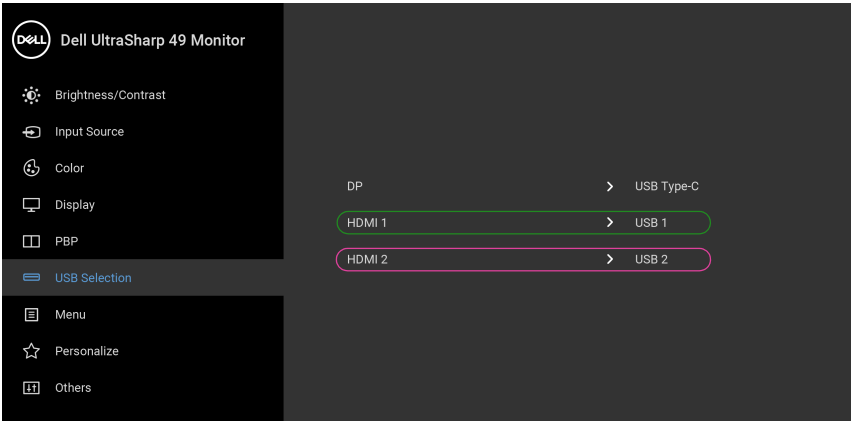 DELL Dell UltraSharp 49 Monitor
Brightness/Contrast
Input Source
Color
Display
PBP
USB Selection
Menu
Personalize
Others
DP > USB Type-C
HDMI 1 > USB 1
HDMI 2 > USB 2